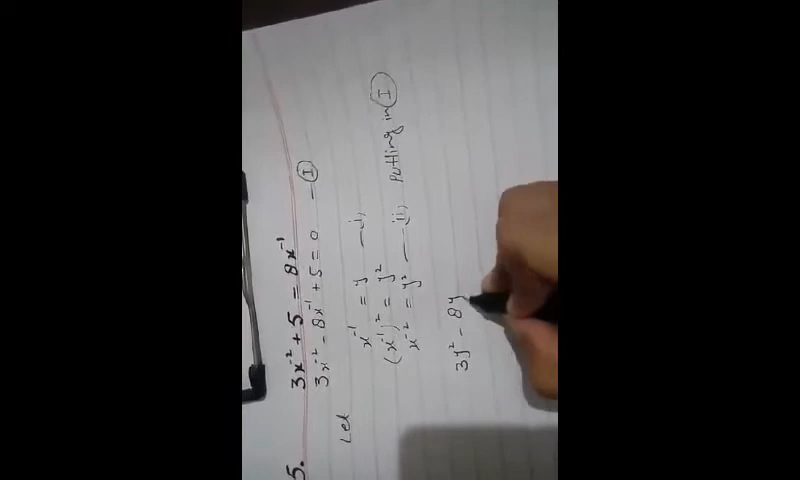 5. 3x⁻² + 5 = 8x⁻¹
3x⁻² - 8x⁻¹ + 5 = 0 — (I)
Let x⁻¹ = y — i,
(x⁻¹)² = y²
x⁻² = y² — (ii) Putting in (I)
3y² - 8y